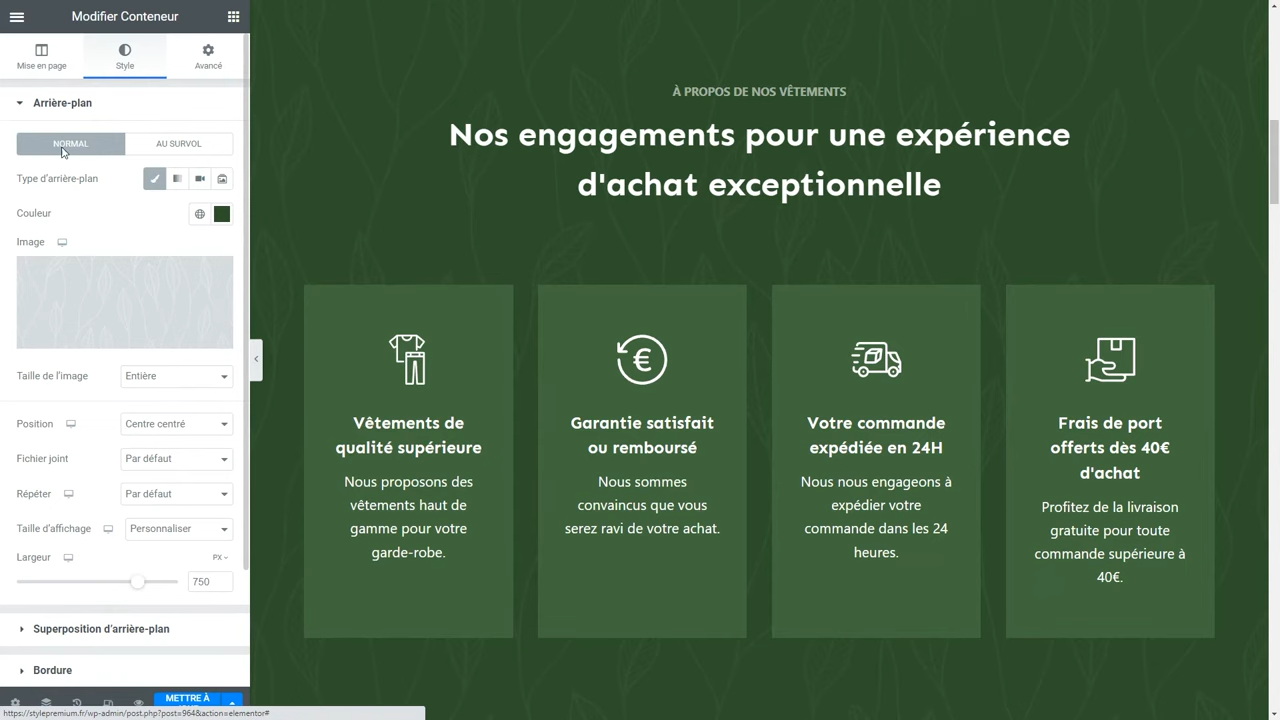 Modifier Conteneur
Mise en page
Style
Avancé
Arrière-plan
NORMAL
AU SURVOL
Type d'arrière-plan
Couleur
Image
Taille de l'image
Entière
Position
Centre centré
Fichier joint
Par défaut
Répéter
Par défaut
Taille d'affichage
Personnaliser
Largeur
PX
750
Superposition d'arrière-plan
Bordure
METTRE À
https://stylepremium.fr/wp-admin/post.php?post=964&action=elementor#
À PROPOS DE NOS VÊTEMENTS
Nos engagements pour une expérience
d'achat exceptionnelle
Vêtements de
qualité supérieure
Nous proposons des
vêtements haut de
gamme pour votre
garde-robe.
€
Garantie satisfait
ou remboursé
Nous sommes
convaincus que vous
serez ravi de votre achat.
Votre commande
expédiée en 24H
Nous nous engageons à
expédier votre
commande dans les 24
heures.
Frais de port
offerts dès 40€
d'achat
Profitez de la livraison
gratuite pour toute
commande supérieure à
40€.